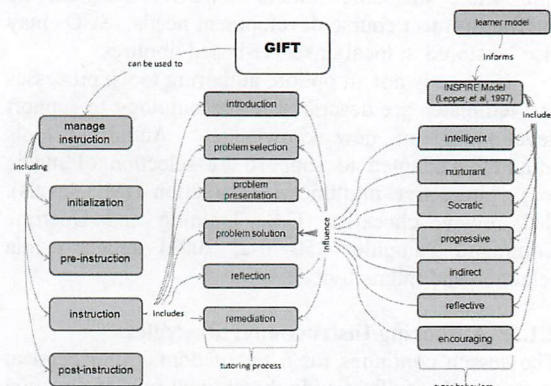 GIFT
learner model
Informs
can be used to
introduction
INSPIRE Model
(Lepper, et al, 1997)
Include
manage
instruction
problem selection
intelligent
including
nurturant
problem
presentation
initialization
Socratic
problem solution
Influence
progressive
pre-instruction
indirect
reflection
reflective
instruction
includes
remediation
encouraging
post-instruction
tutoring process